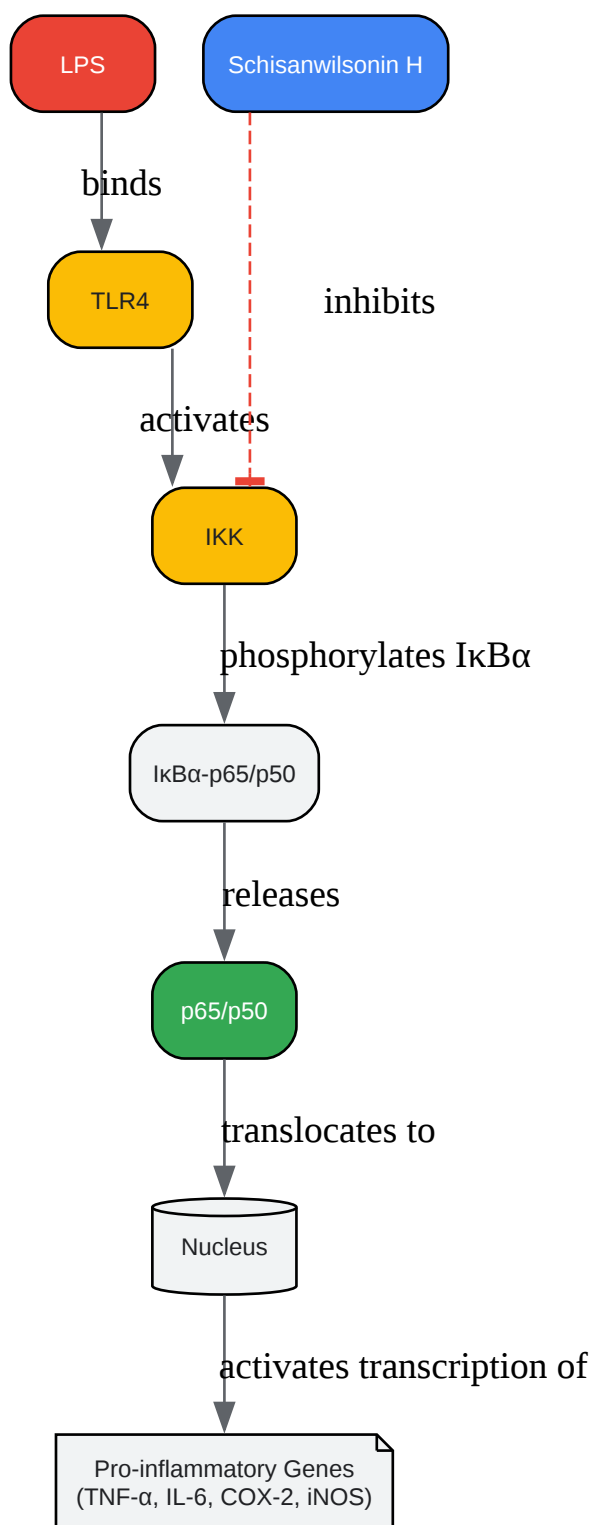 LPS
Schisanwilsonin H
binds
TLR4
inhibits
activates
IKK
phosphorylates IκBα
IκBα-p65/p50
releases
p65/p50
translocates to
Nucleus
activates transcription of
Pro-inflammatory Genes
(TNF-α, IL-6, COX-2, iNOS)